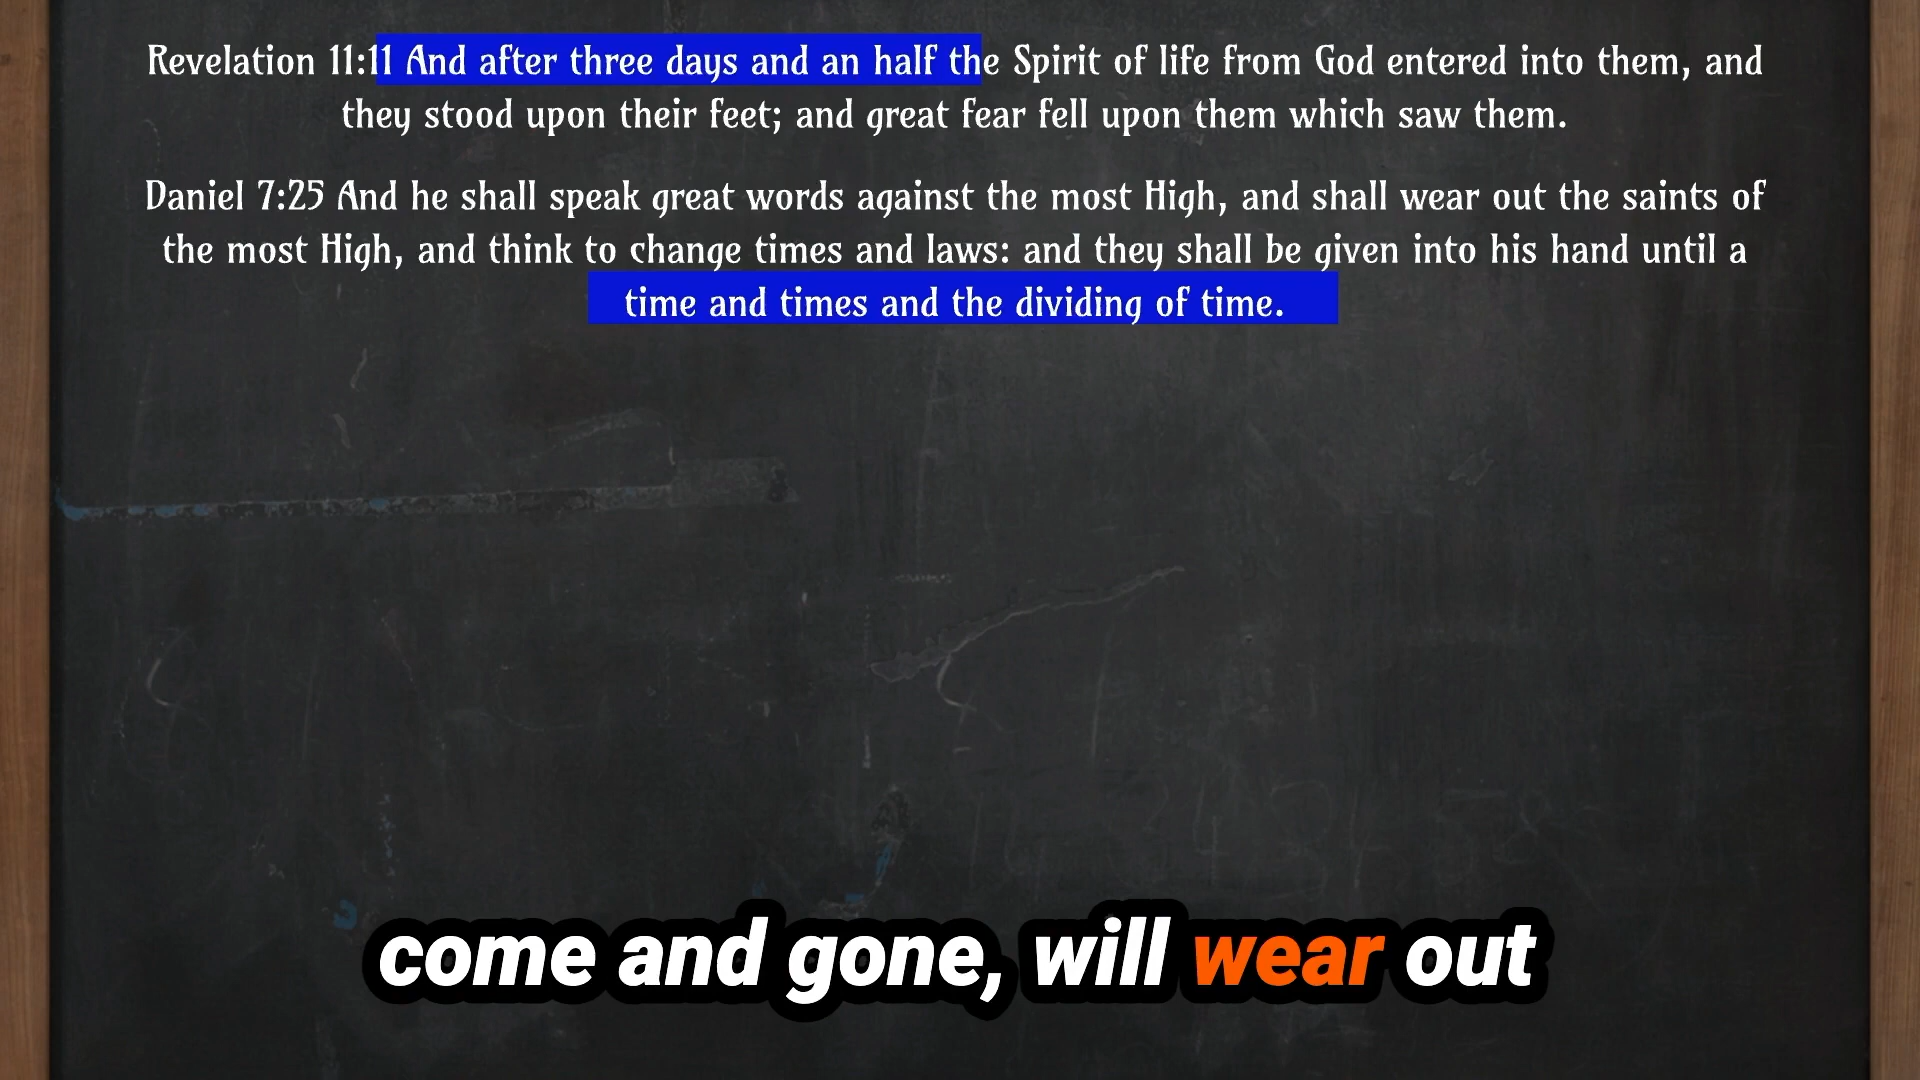 Revelation 11:11 And after three days and an half the Spirit of life from God entered into them, and
they stood upon their feet; and great fear fell upon them which saw them.
Daniel 7:25 And he shall speak great words against the most High, and shall wear out the saints of
the most High, and think to change times and laws: and they shall be given into his hand until a
time and times and the dividing of time.
come and gone, will wear out